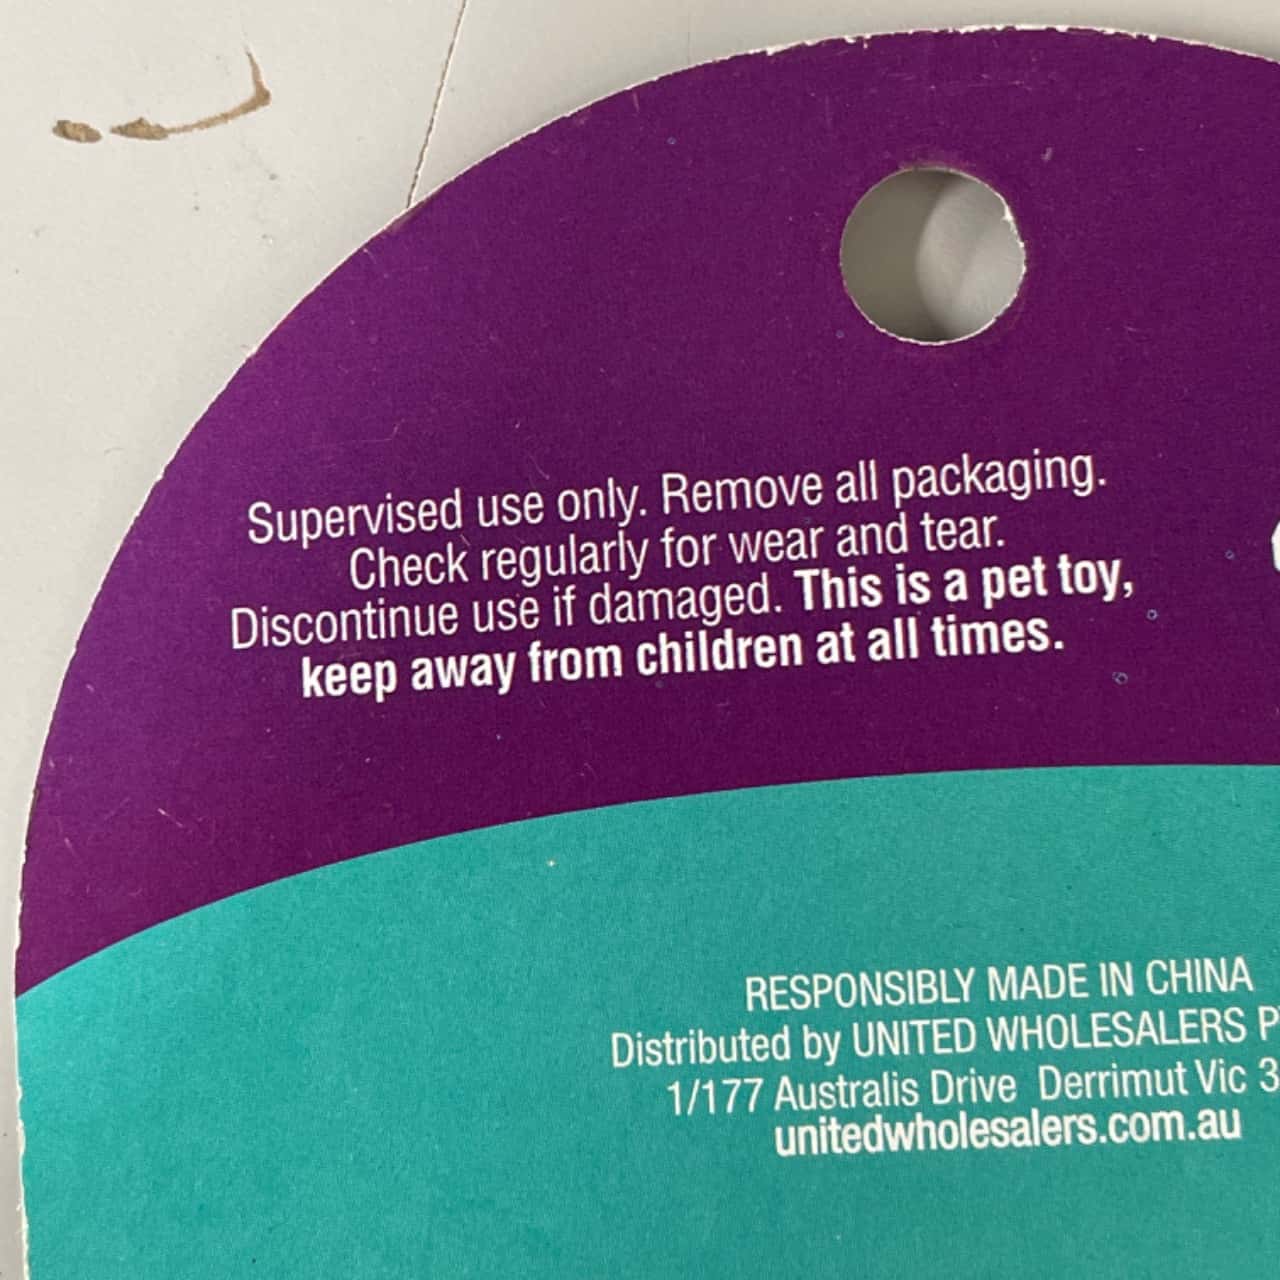 Supervised use only. Remove all packaging.
Check regularly for wear and tear.
Discontinue use if damaged. This is a pet toy,
keep away from children at all times.
RESPONSIBLY MADE IN CHINA
Distributed by UNITED WHOLESALERS
1/177 Australis Drive Derrimut Vic 3
unitedwholesalers.com.au